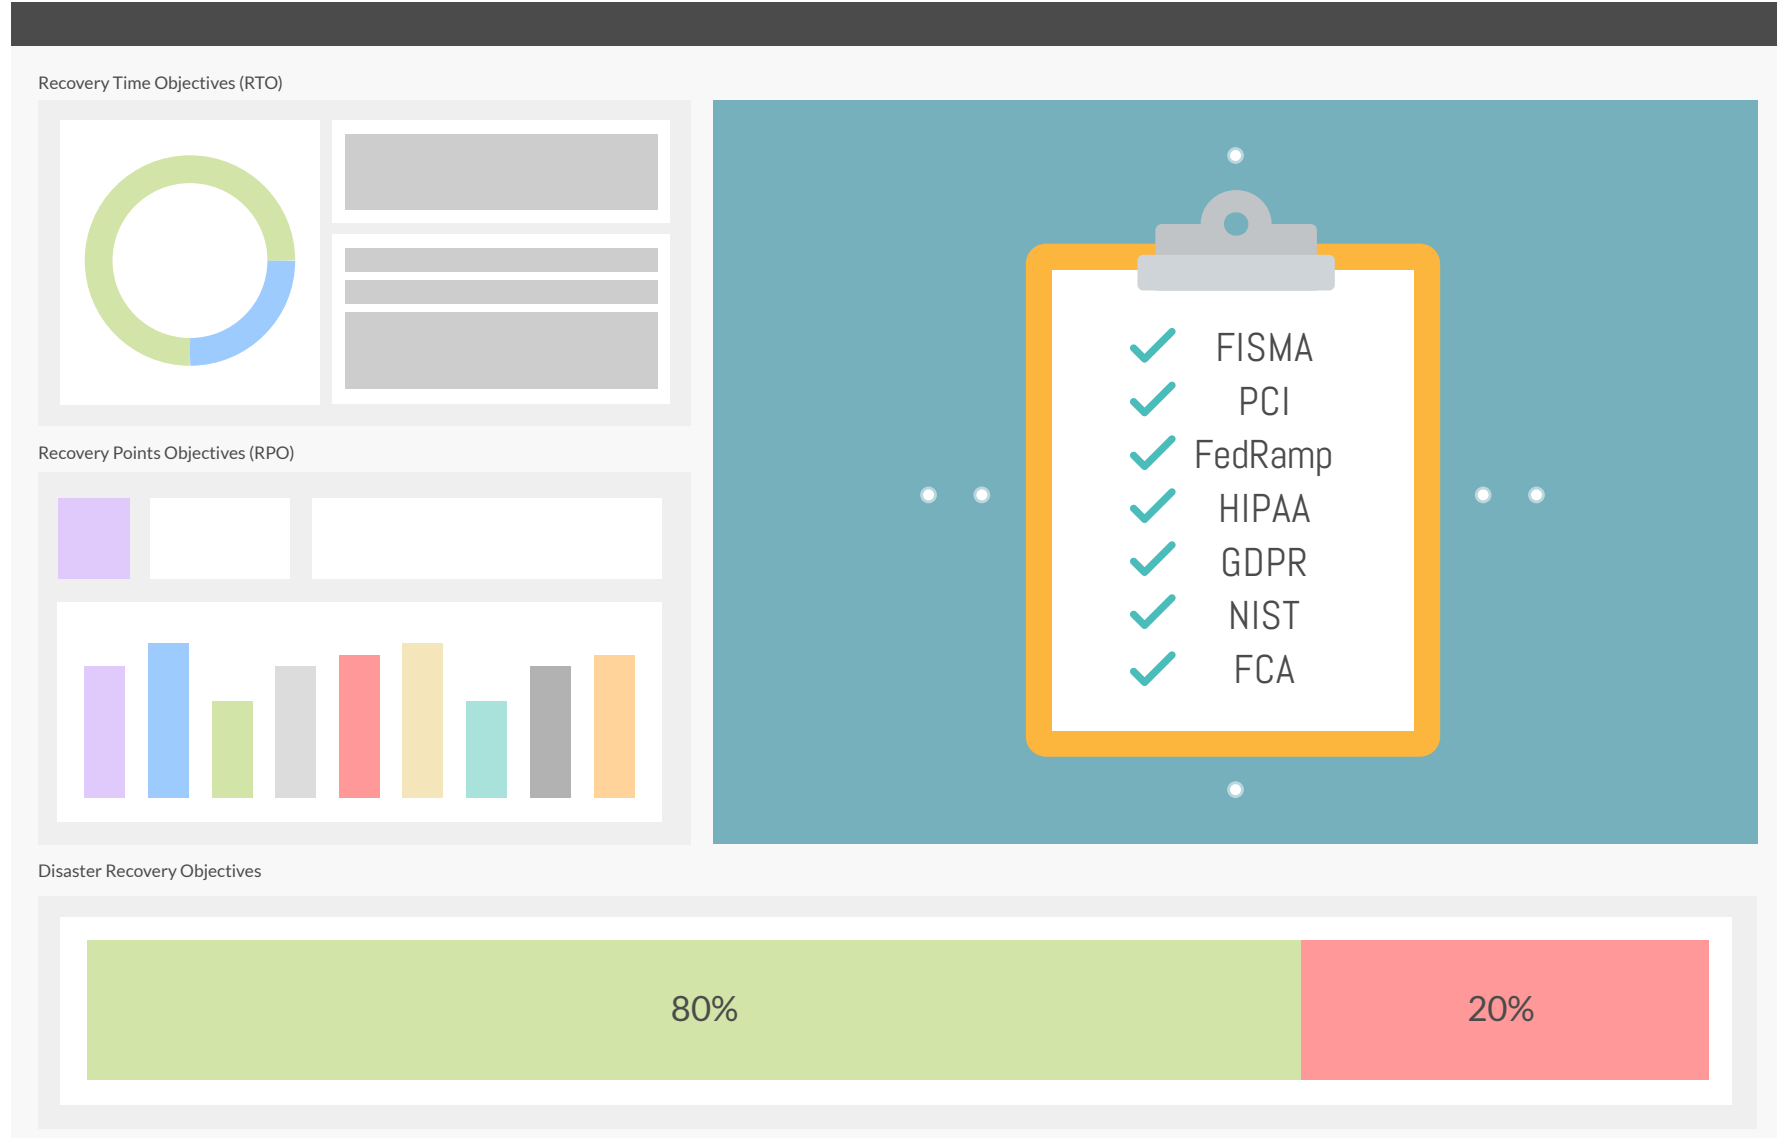 Recovery Time Objectives (RTO)
FISMA
PCI
FedRamp
HIPAA
GDPR
NIST
FCA
Recovery Points Objectives (RPO)
Disaster Recovery Objectives
80%
20%